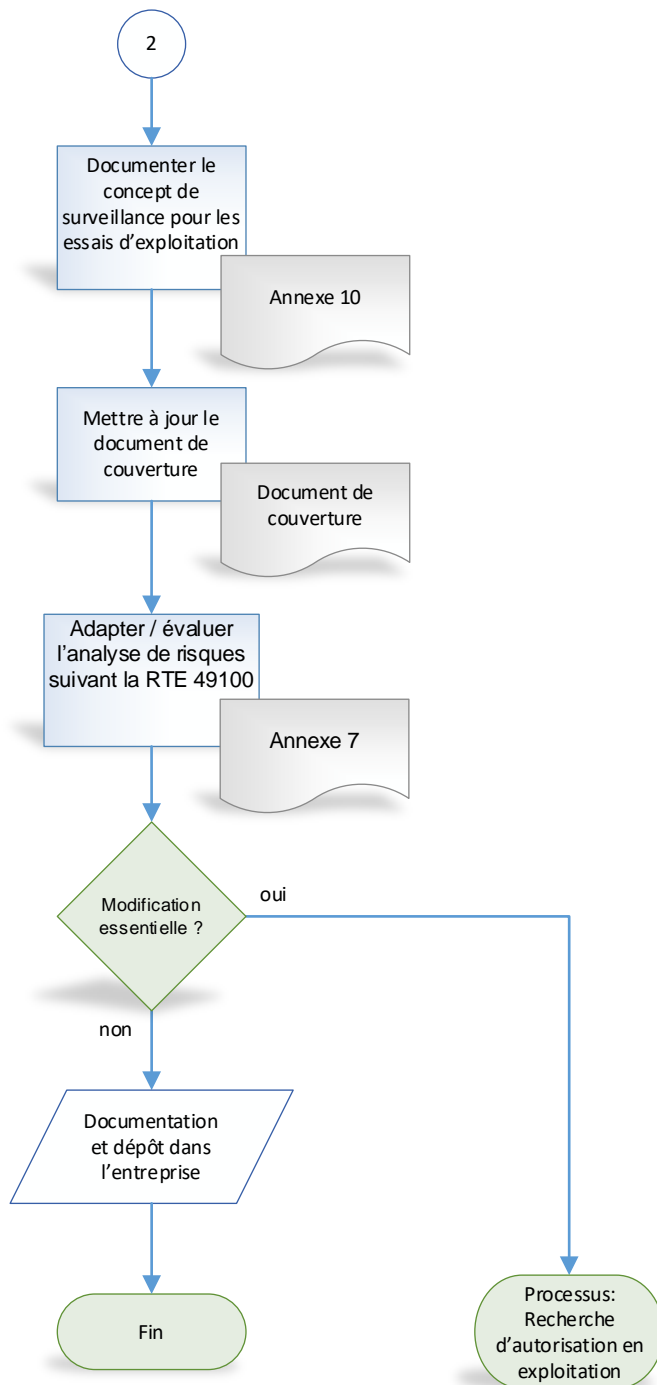 2
Documenter le
concept de
surveillance pour les
essais d’exploitation
Annexe 10
Mettre à jour le
document de
couverture
Document de
couverture
Adapter / évaluer
l’analyse de risques
suivant la RTE 49100
Annexe 7
Modification
essentielle ?
oui
non
Documentation
et dépôt dans
l’entreprise
Fin
Processus:
Recherche
d’autorisation en
exploitation